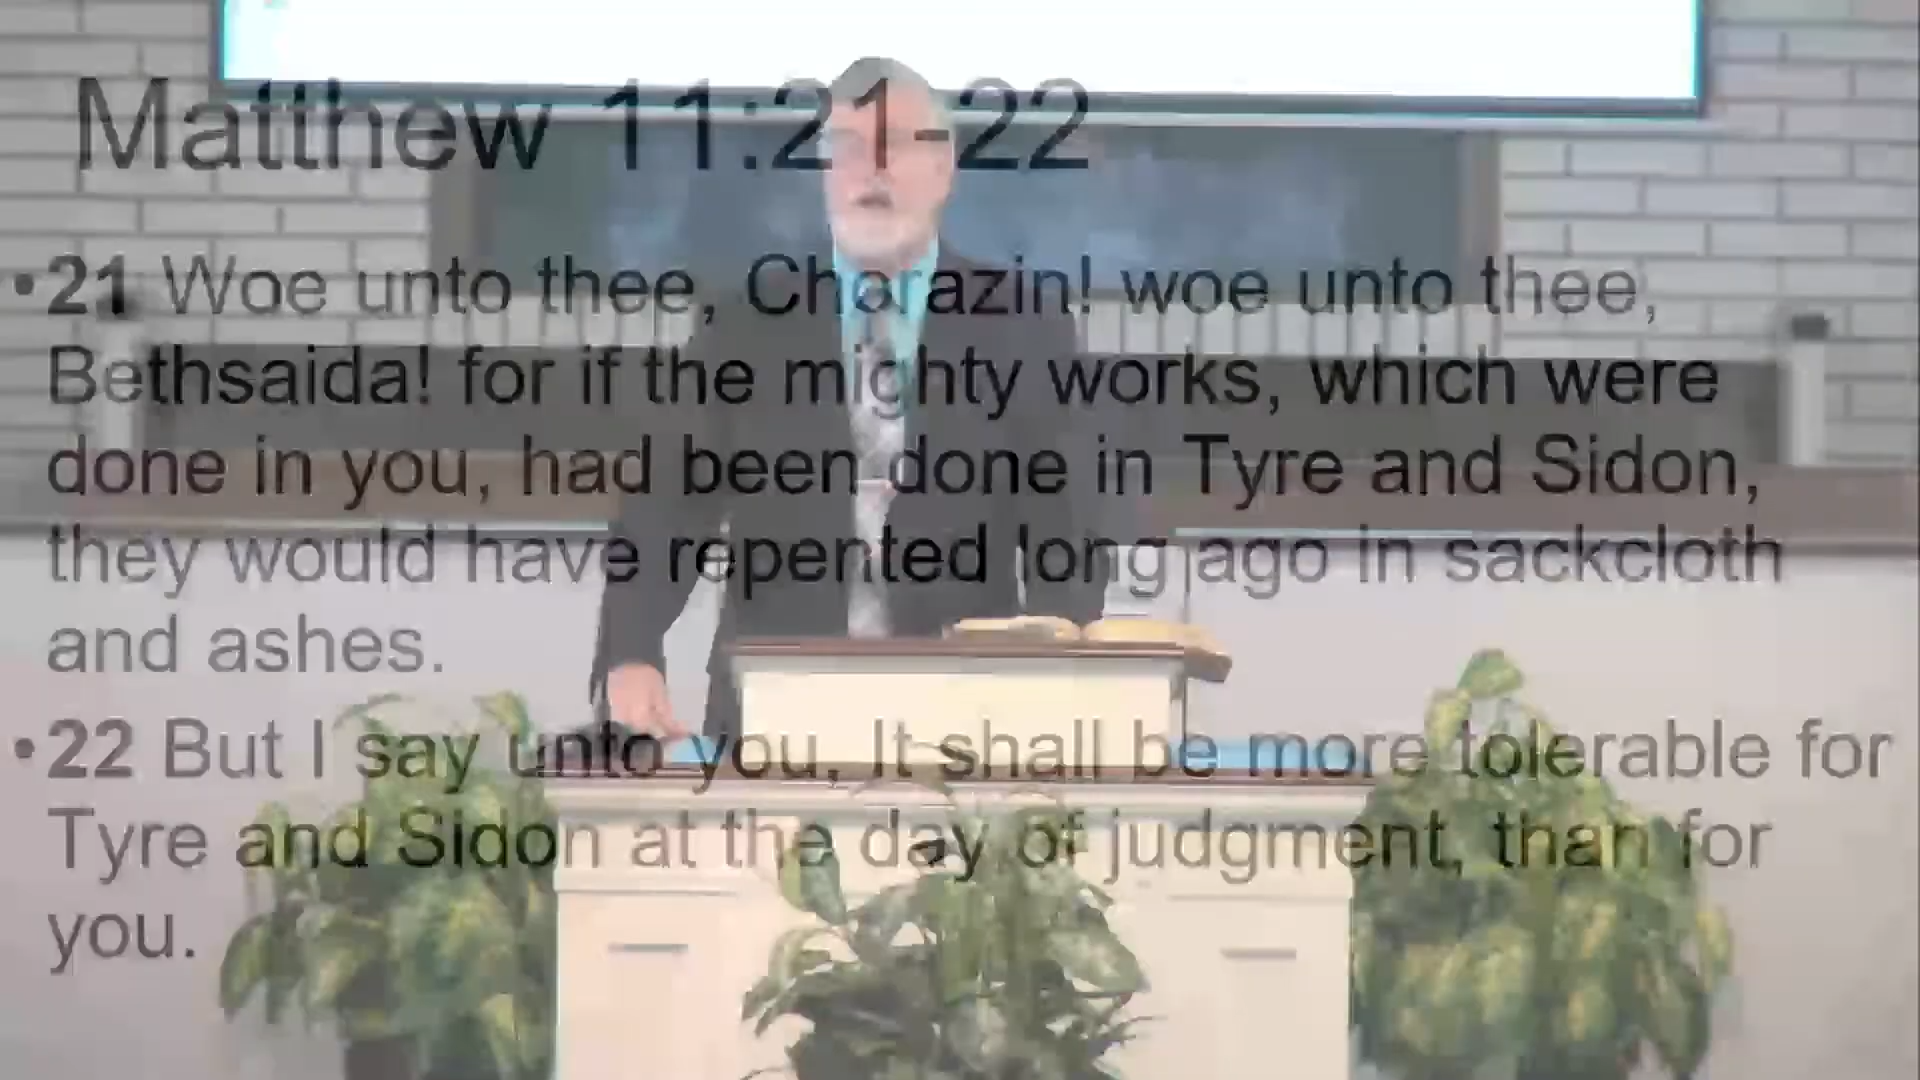 Matthew 11:21-22
•21 Woe unto thee, Chorazin! woe unto thee,
Bethsaida! for if the mighty works, which were
done in you, had been done in Tyre and Sidon,
they would have repented long ago in sackcloth
and ashes.
•22 But I say unto you, It shall be more tolerable for
Tyre and Sidon at the day of judgment, than for
you.